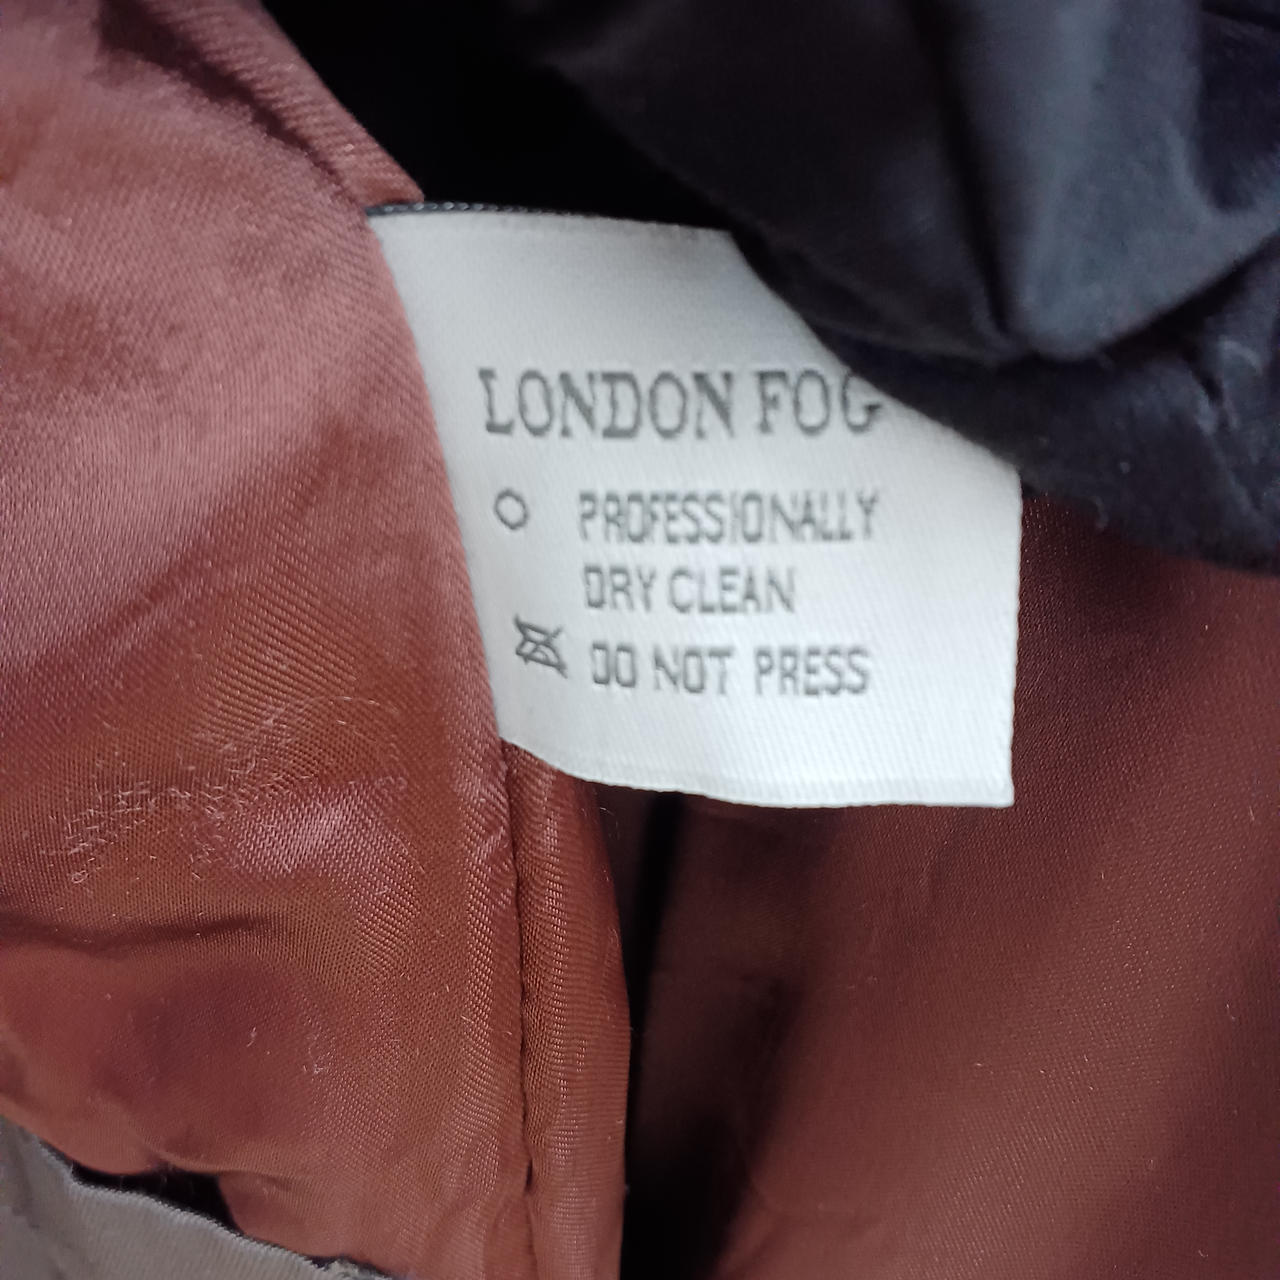 LONDON FOG
PROFESSIONALLY
DRY CLEAN
DO NOT PRESS